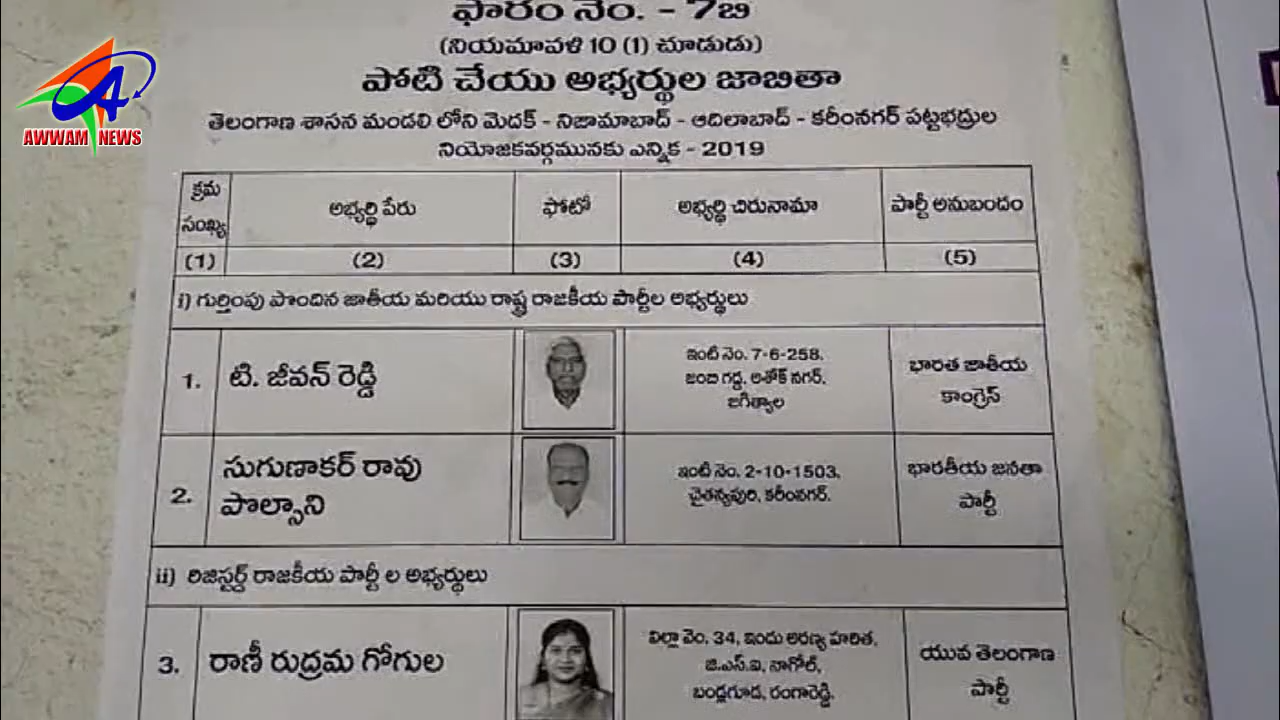 ఫారం నెం. - 7బి
(నియమావళి 10 (1) చూడుడు)
పోటి చేయు అభ్యర్థుల జాబితా
తెలంగాణ శాసన మండలి లోని మెదక్ - నిజామాబాద్ - ఆదిలాబాద్ - కరీంనగర్ పట్టభద్రుల
నియోజకవర్గమునకు ఎన్నిక - 2019
AWWAM NEWS
క్రమ సంఖ్య అభ్యర్థి పేరు ఫోటో అభ్యర్థి చిరునామా పార్టీ అనుబందం
(1) (2) (3) (4) (5)
i) గుర్తింపు పొందిన జాతీయ మరియు రాష్ట్ర రాజకీయ పార్టీల అభ్యర్థులు
1. టి. జీవన్ రెడ్డి
ఇంటి నెం. 7-6-258,
జంబి గడ్డ, అశోక్ నగర్,
జగిత్యాల
భారత జాతీయ
కాంగ్రెస్
2. సుగుణాకర్ రావు
పొల్సాని
ఇంటి నెం. 2-10-1503,
చైతన్యపురి, కరీంనగర్.
భారతీయ జనతా
పార్టీ
ii) రిజిస్టర్డ్ రాజకీయ పార్టీ ల అభ్యర్థులు
3. రాణీ రుద్రమ గోగుల
విల్లా నెం. 34, ఇందు అరణ్య హరిత,
జి.ఎస్.ఐ, నాగోల్,
బండ్లగూడ, రంగారెడ్డి.
యువ తెలంగాణ
పార్టీ